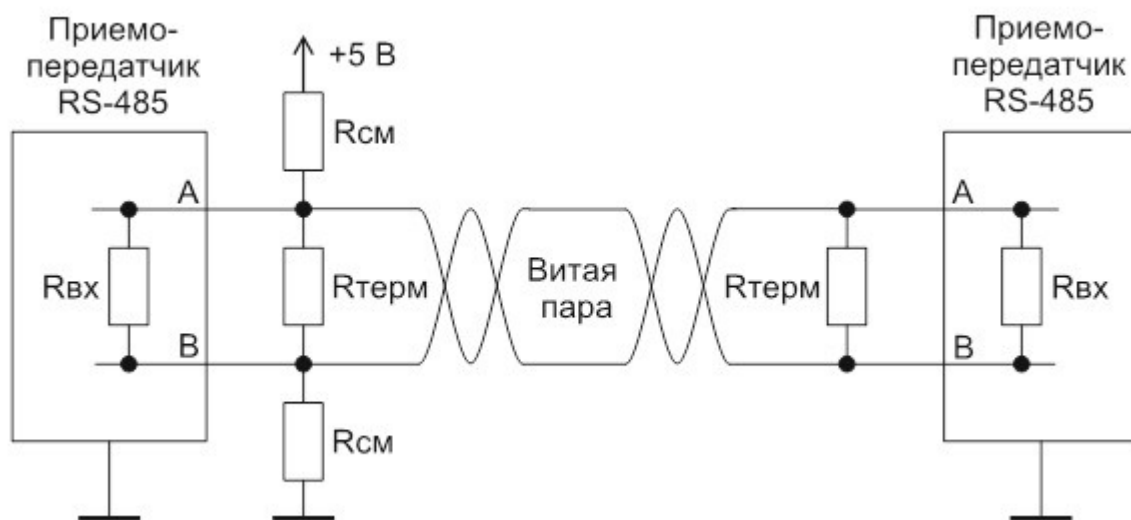 Приемо-
передатчик
RS-485
+5 В
Rсм
A
Rвх
B
Rтерм
Rсм
Витая
пара
Rтерм
Приемо-
передатчик
RS-485
A
Rвх
B